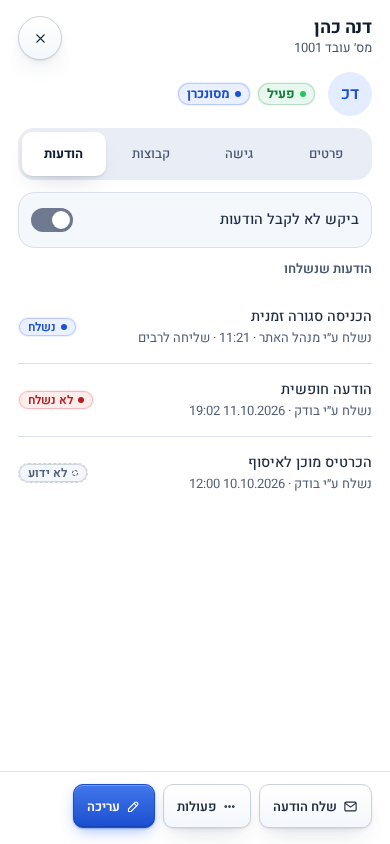 דנה כהן
מס׳ עובד 1001
דכ
פעיל
מסונכרן
פרטים
גישה
קבוצות
הודעות
ביקש לא לקבל הודעות
הודעות שנשלחו
הכניסה סגורה זמנית
נשלח ע״י מנהל האתר · 11:21 · שליחה לרבים
נשלח
הודעה חופשית
נשלח ע״י בודק · 11.10.2026 19:02
לא נשלח
הכרטיס מוכן לאיסוף
נשלח ע״י בודק · 10.10.2026 12:00
לא ידוע
שלח הודעה
פעולות
עריכה